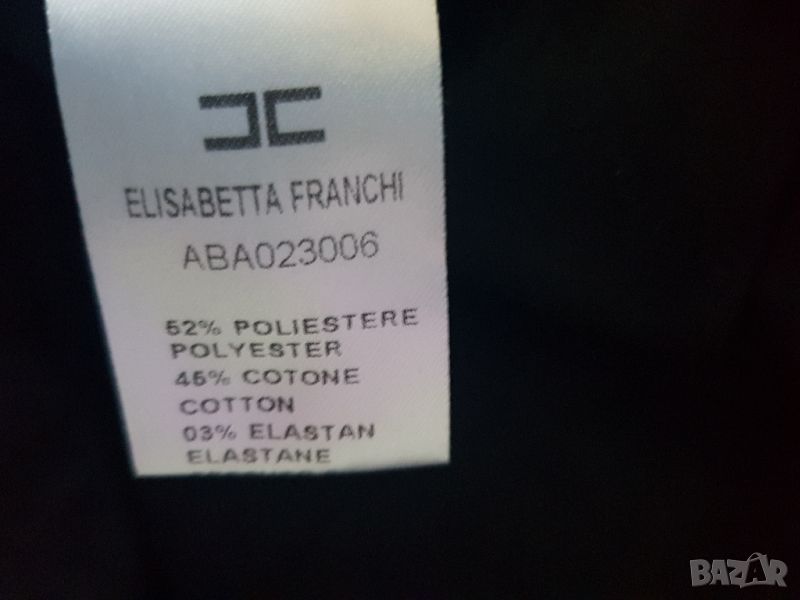 ELISABETTA FRANCHI
ABA023006
52% POLIESTERE
POLYESTER
45% COTONE
COTTON
03% ELASTAN
ELASTANE
BAZAR